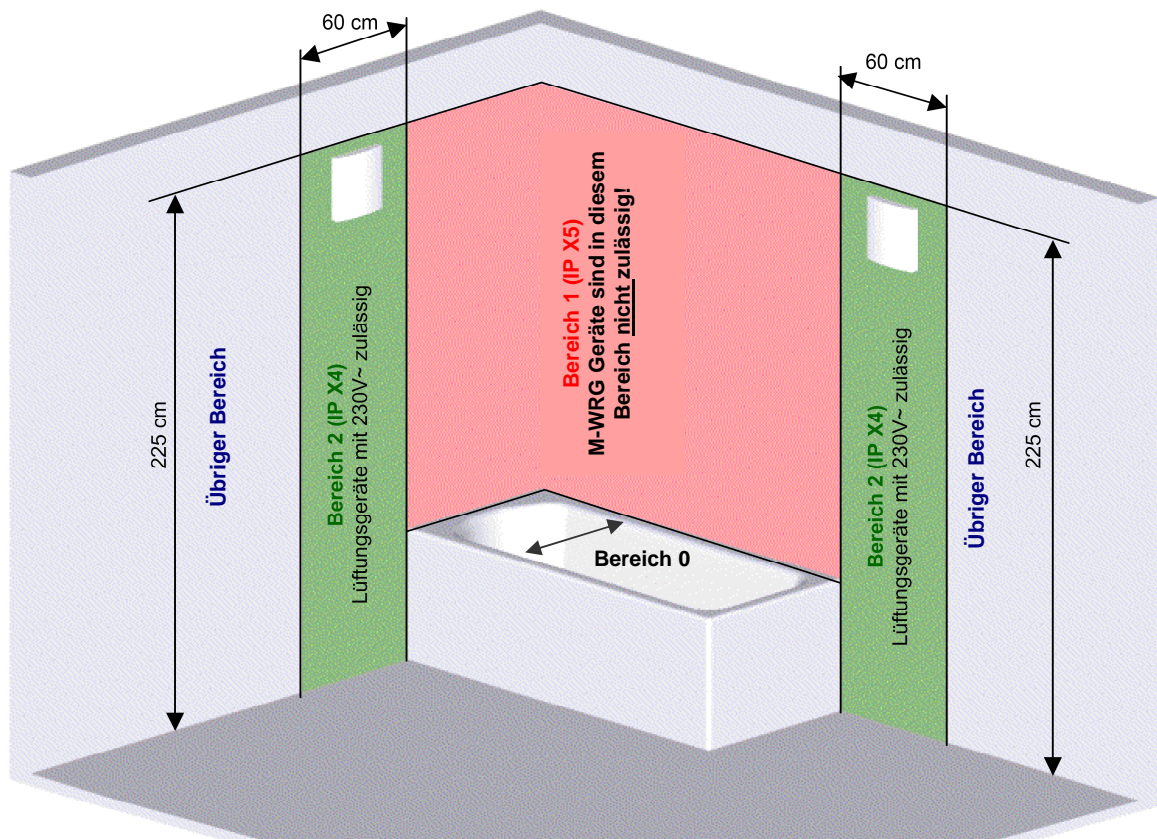 60 cm
60 cm
225 cm
Übriger Bereich
Bereich 2 (IP X4)
Lüftungsgeräte mit 230V~ zulässig
Bereich 1 (IP X5)
M-WRG Geräte sind in diesem
Bereich nicht zulässig!
Bereich 0
Bereich 2 (IP X4)
Lüftungsgeräte mit 230V~ zulässig
Übriger Bereich
225 cm